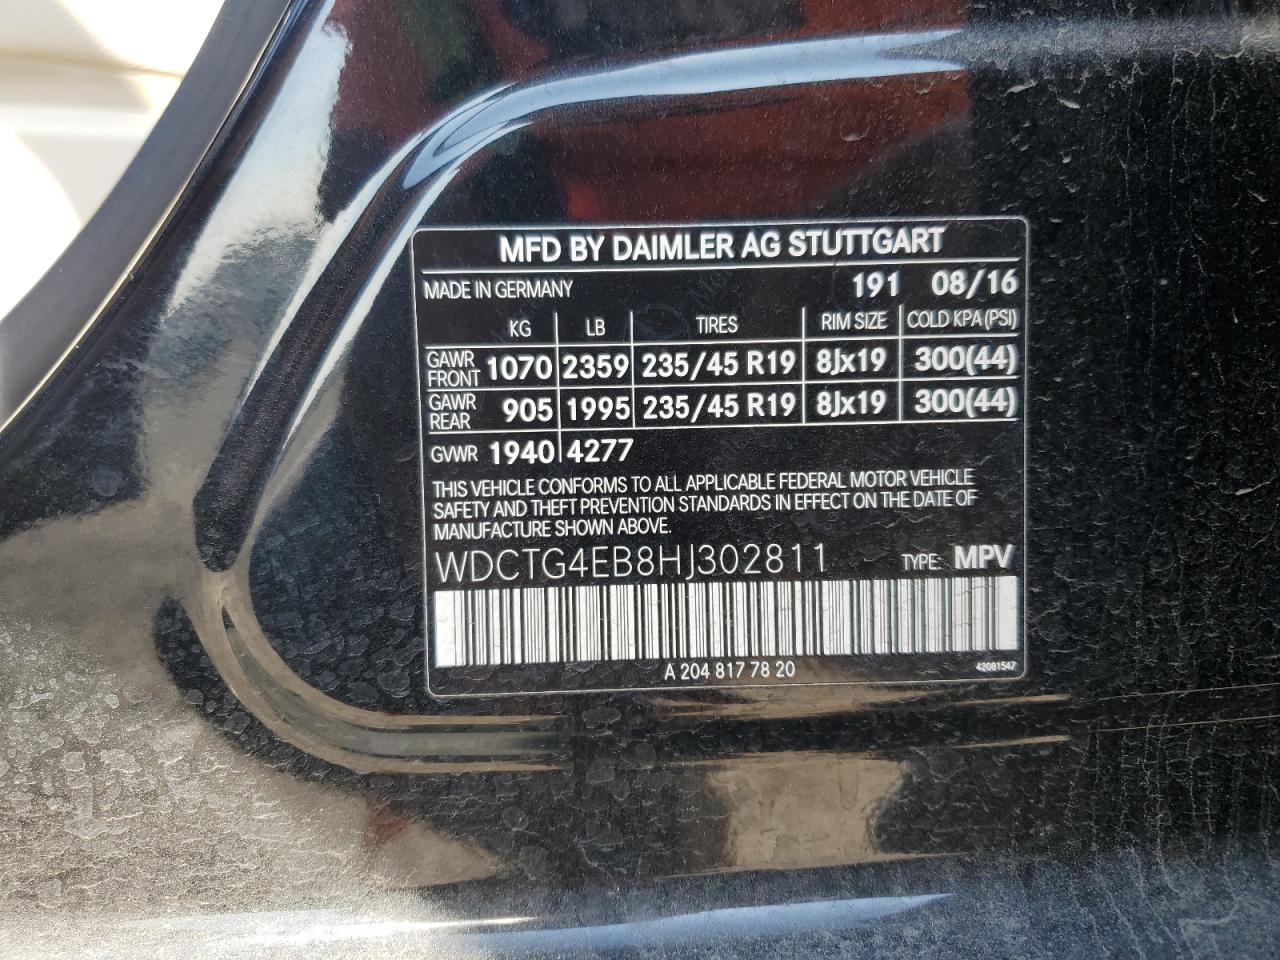 MFD BY DAIMLER AG STUTTGART
MADE IN GERMANY 191 08/16
KG LB TIRES RIM SIZE COLD KPA (PSI)
GAWR FRONT 1070 2359 235/45 R19 8Jx19 300(44)
GAWR REAR 905 1995 235/45 R19 8Jx19 300(44)
GVWR 1940 4277
THIS VEHICLE CONFORMS TO ALL APPLICABLE FEDERAL MOTOR VEHICLE
SAFETY AND THEFT PREVENTION STANDARDS IN EFFECT ON THE DATE OF
MANUFACTURE SHOWN ABOVE.
WDCTG4EB8HJ302811 TYPE: MPV
A 204 817 78 20 42081547